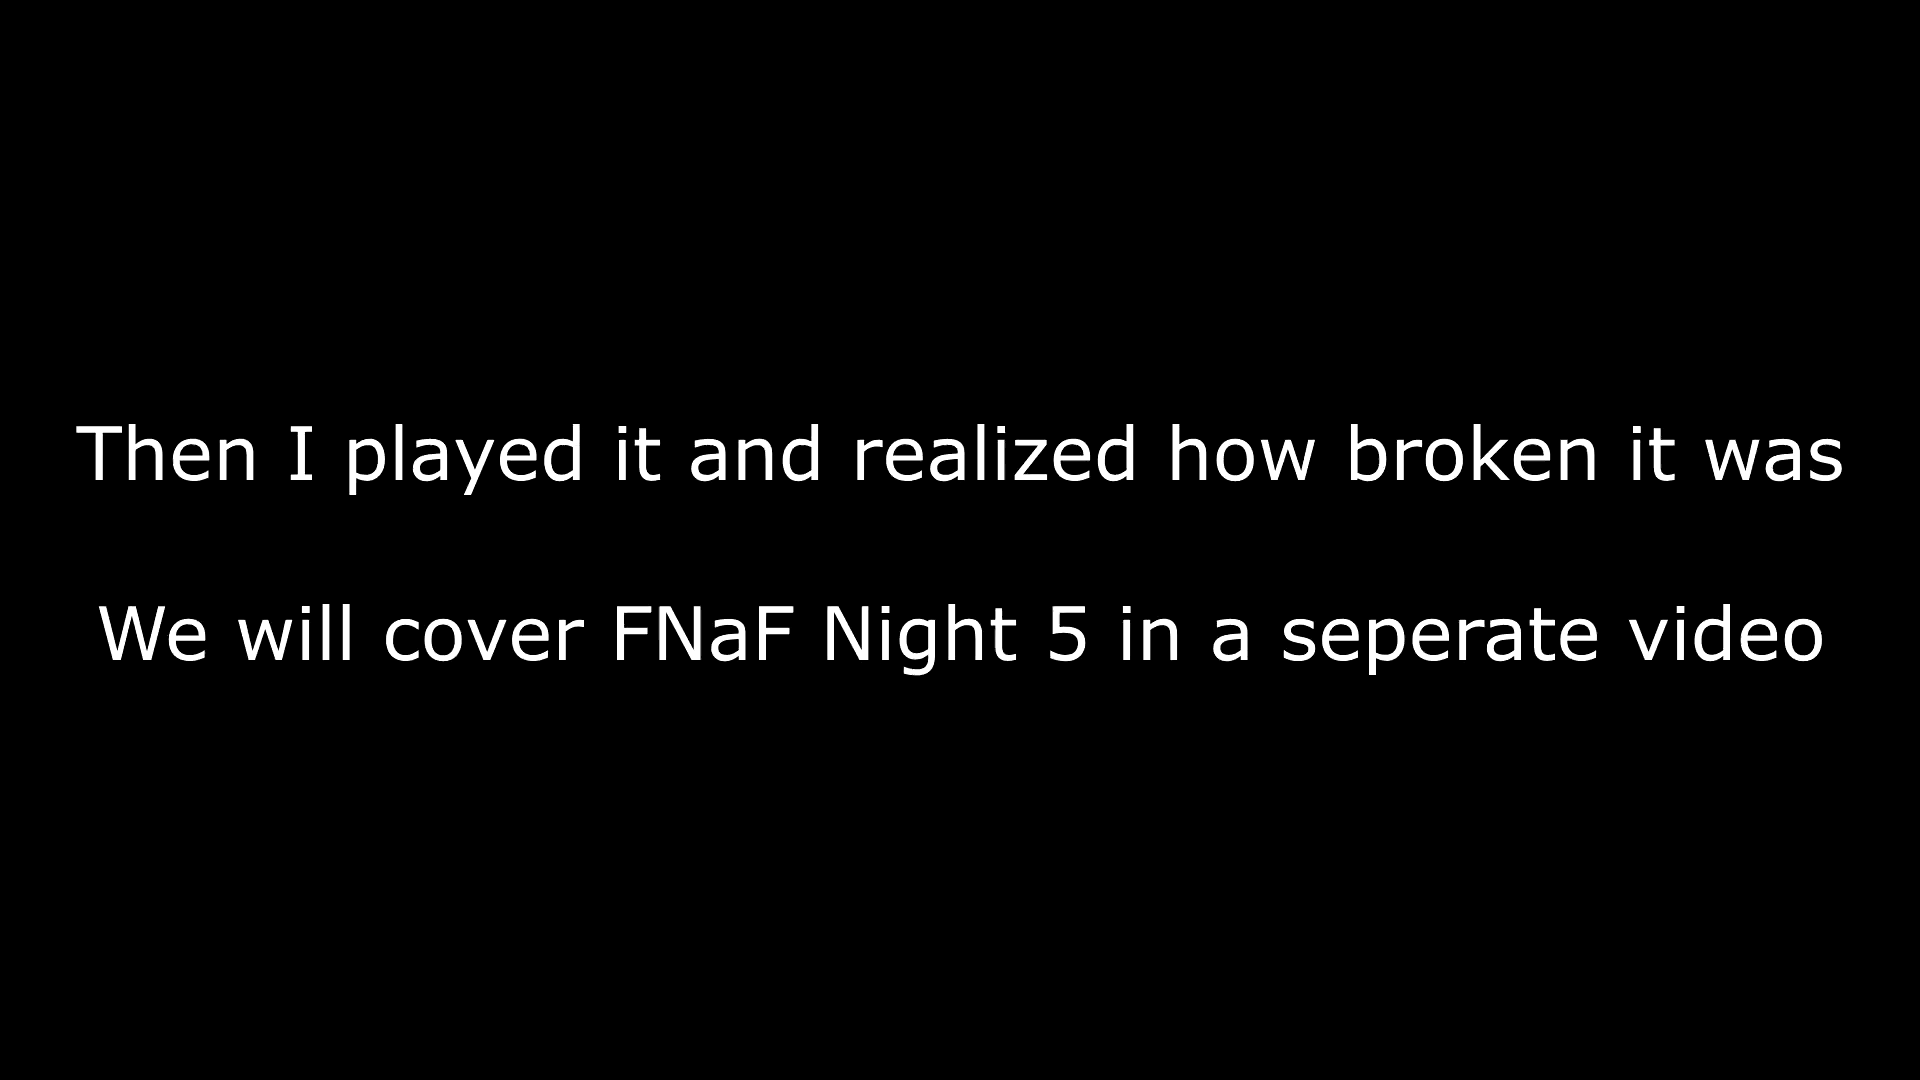 Then I played it and realized how broken it was
We will cover FNaF Night 5 in a seperate video